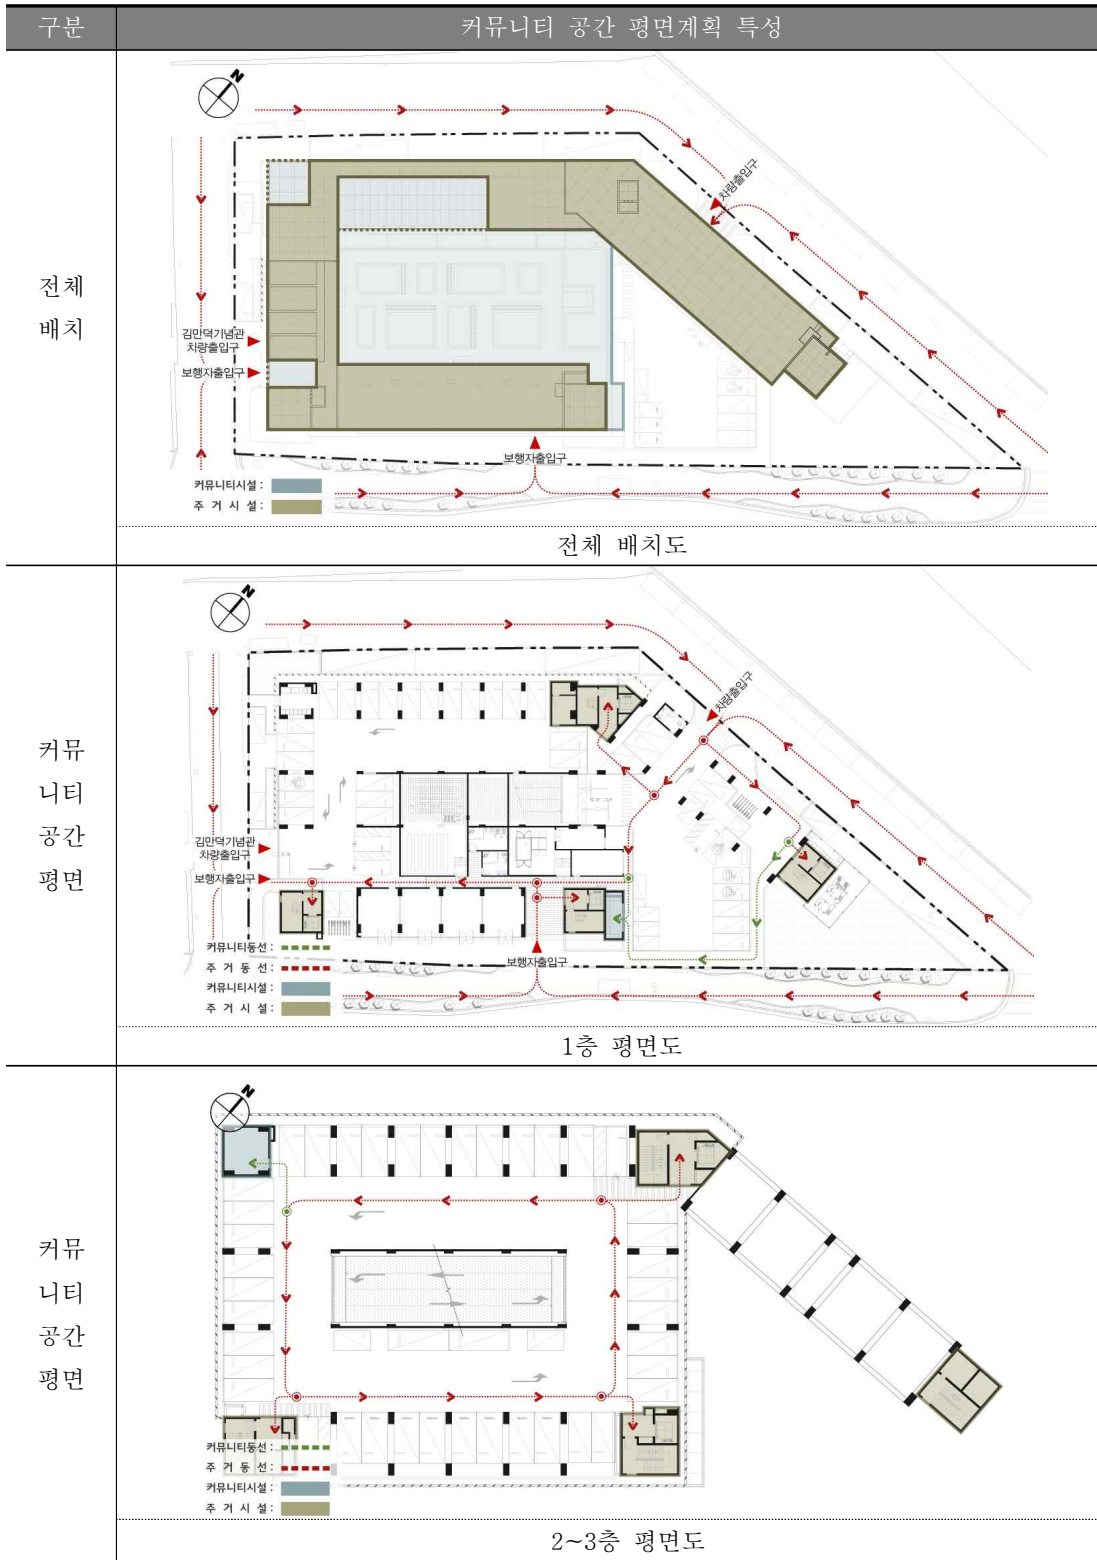 구분
커뮤니티 공간 평면계획 특성
전체
배치
N
차량출입구
김만덕기념관
차량출입구
보행자출입구
보행자출입구
커뮤니티시설 :
주 거 시 설 :
전체 배치도
커뮤
니티
공간
평면
N
차량출입구
김만덕기념관
차량출입구
보행자출입구
보행자출입구
커뮤니티동선 :
주 거 동 선 :
커뮤니티시설 :
주 거 시 설 :
1층 평면도
커뮤
니티
공간
평면
N
커뮤니티동선 :
주 거 동 선 :
커뮤니티시설 :
주 거 시 설 :
2~3층 평면도